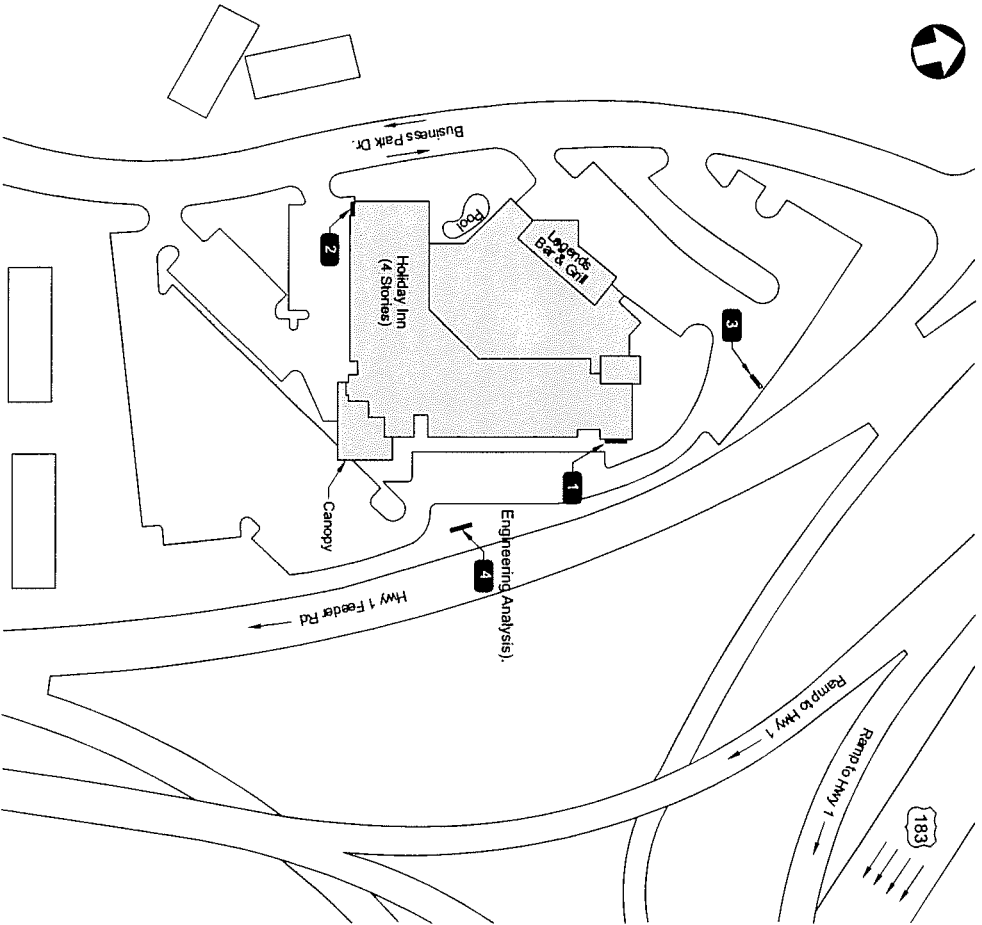 Business Park Dr.
Pool
Legends
Bar & Grill
2
Holiday Inn
(4 Stories)
3
1
Canopy
Engineering Analysis).
4
Hwy 1 Feeder Rd
Ramp to Hwy 1
Ramp to Hwy 1
183